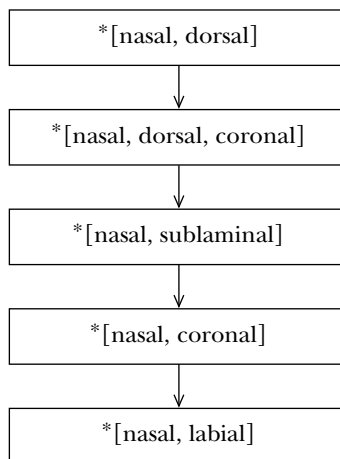 *[nasal, dorsal]
*[nasal, dorsal, coronal]
*[nasal, sublaminal]
*[nasal, coronal]
*[nasal, labial]